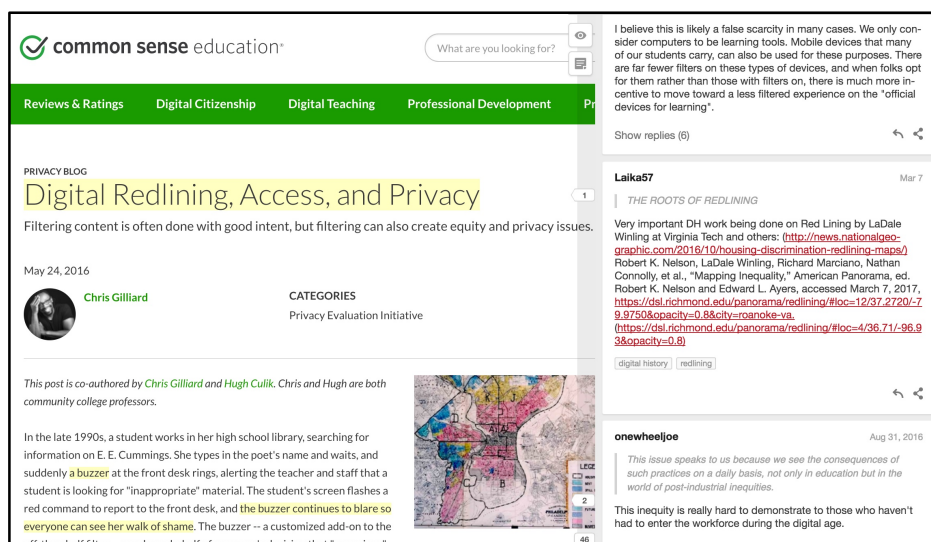 common sense education®
What are you looking for?
Reviews & Ratings
Digital Citizenship
Digital Teaching
Professional Development
Pr
PRIVACY BLOG
Digital Redlining, Access, and Privacy
1
Filtering content is often done with good intent, but filtering can also create equity and privacy issues.
May 24, 2016
Chris Gilliard
CATEGORIES
Privacy Evaluation Initiative
This post is co-authored by Chris Gilliard and Hugh Culik. Chris and Hugh are both
community college professors.
In the late 1990s, a student works in her high school library, searching for
information on E. E. Cummings. She types in the poet's name and waits, and
suddenly a buzzer at the front desk rings, alerting the teacher and staff that a
student is looking for "inappropriate" material. The student's screen flashes a
red command to report to the front desk, and the buzzer continues to blare so
everyone can see her walk of shame. The buzzer -- a customized add-on to the
2
46
I believe this is likely a false scarcity in many cases. We only con-
sider computers to be learning tools. Mobile devices that many
of our students carry, can also be used for these purposes. There
are far fewer filters on these types of devices, and when folks opt
for them rather than those with filters on, there is much more in-
centive to move toward a less filtered experience on the "official
devices for learning".
Show replies (6)
Laika57
Mar 7
THE ROOTS OF REDLINING
Very important DH work being done on Red Lining by LaDale
Winling at Virginia Tech and others: (http://news.nationalgeo-
graphic.com/2016/10/housing-discrimination-redlining-maps/)
Robert K. Nelson, LaDale Winling, Richard Marciano, Nathan
Connolly, et al., "Mapping Inequality," American Panorama, ed.
Robert K. Nelson and Edward L. Ayers, accessed March 7, 2017,
https://dsl.richmond.edu/panorama/redlining/#loc=12/37.2720/-7
9.9750&opacity=0.8&city=roanoke-va.
(https://dsl.richmond.edu/panorama/redlining/#loc=4/36.71/-96.9
3&opacity=0.8)
digital history
redlining
onewheeljoe
Aug 31, 2016
This issue speaks to us because we see the consequences of
such practices on a daily basis, not only in education but in the
world of post-industrial inequities.
This inequity is really hard to demonstrate to those who haven't
had to enter the workforce during the digital age.